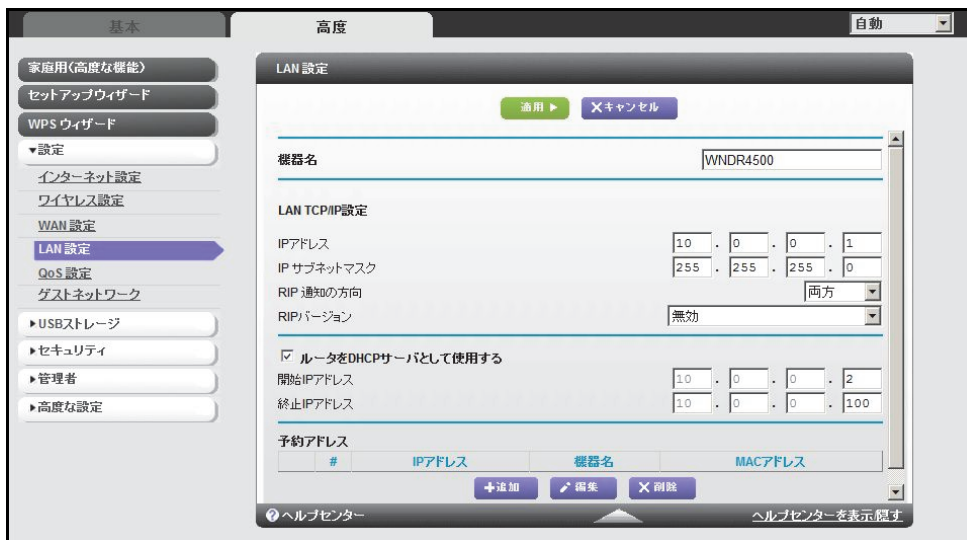 基本 高度 自動
家庭用(高度な機能)
セットアップウィザード
WPS ウィザード
▼設定
インターネット設定
ワイヤレス設定
WAN 設定
LAN 設定
QoS 設定
ゲストネットワーク
▶USBストレージ
▶セキュリティ
▶管理者
▶高度な設定
LAN 設定
適用 ▶ Xキャンセル
機器名 WNDR4500
LAN TCP/IP設定
IPアドレス 10 . 0 . 0 . 1
IP サブネットマスク 255 . 255 . 255 . 0
RIP 通知の方向 両方
RIPバージョン 無効
ルータをDHCPサーバとして使用する
開始IPアドレス 10 . 0 . 0 . 2
終止IPアドレス 10 . 0 . 0 . 100
予約アドレス
# IPアドレス 機器名 MACアドレス
+追加 編集 X削除
?ヘルプセンター ヘルプセンターを表示/隠す